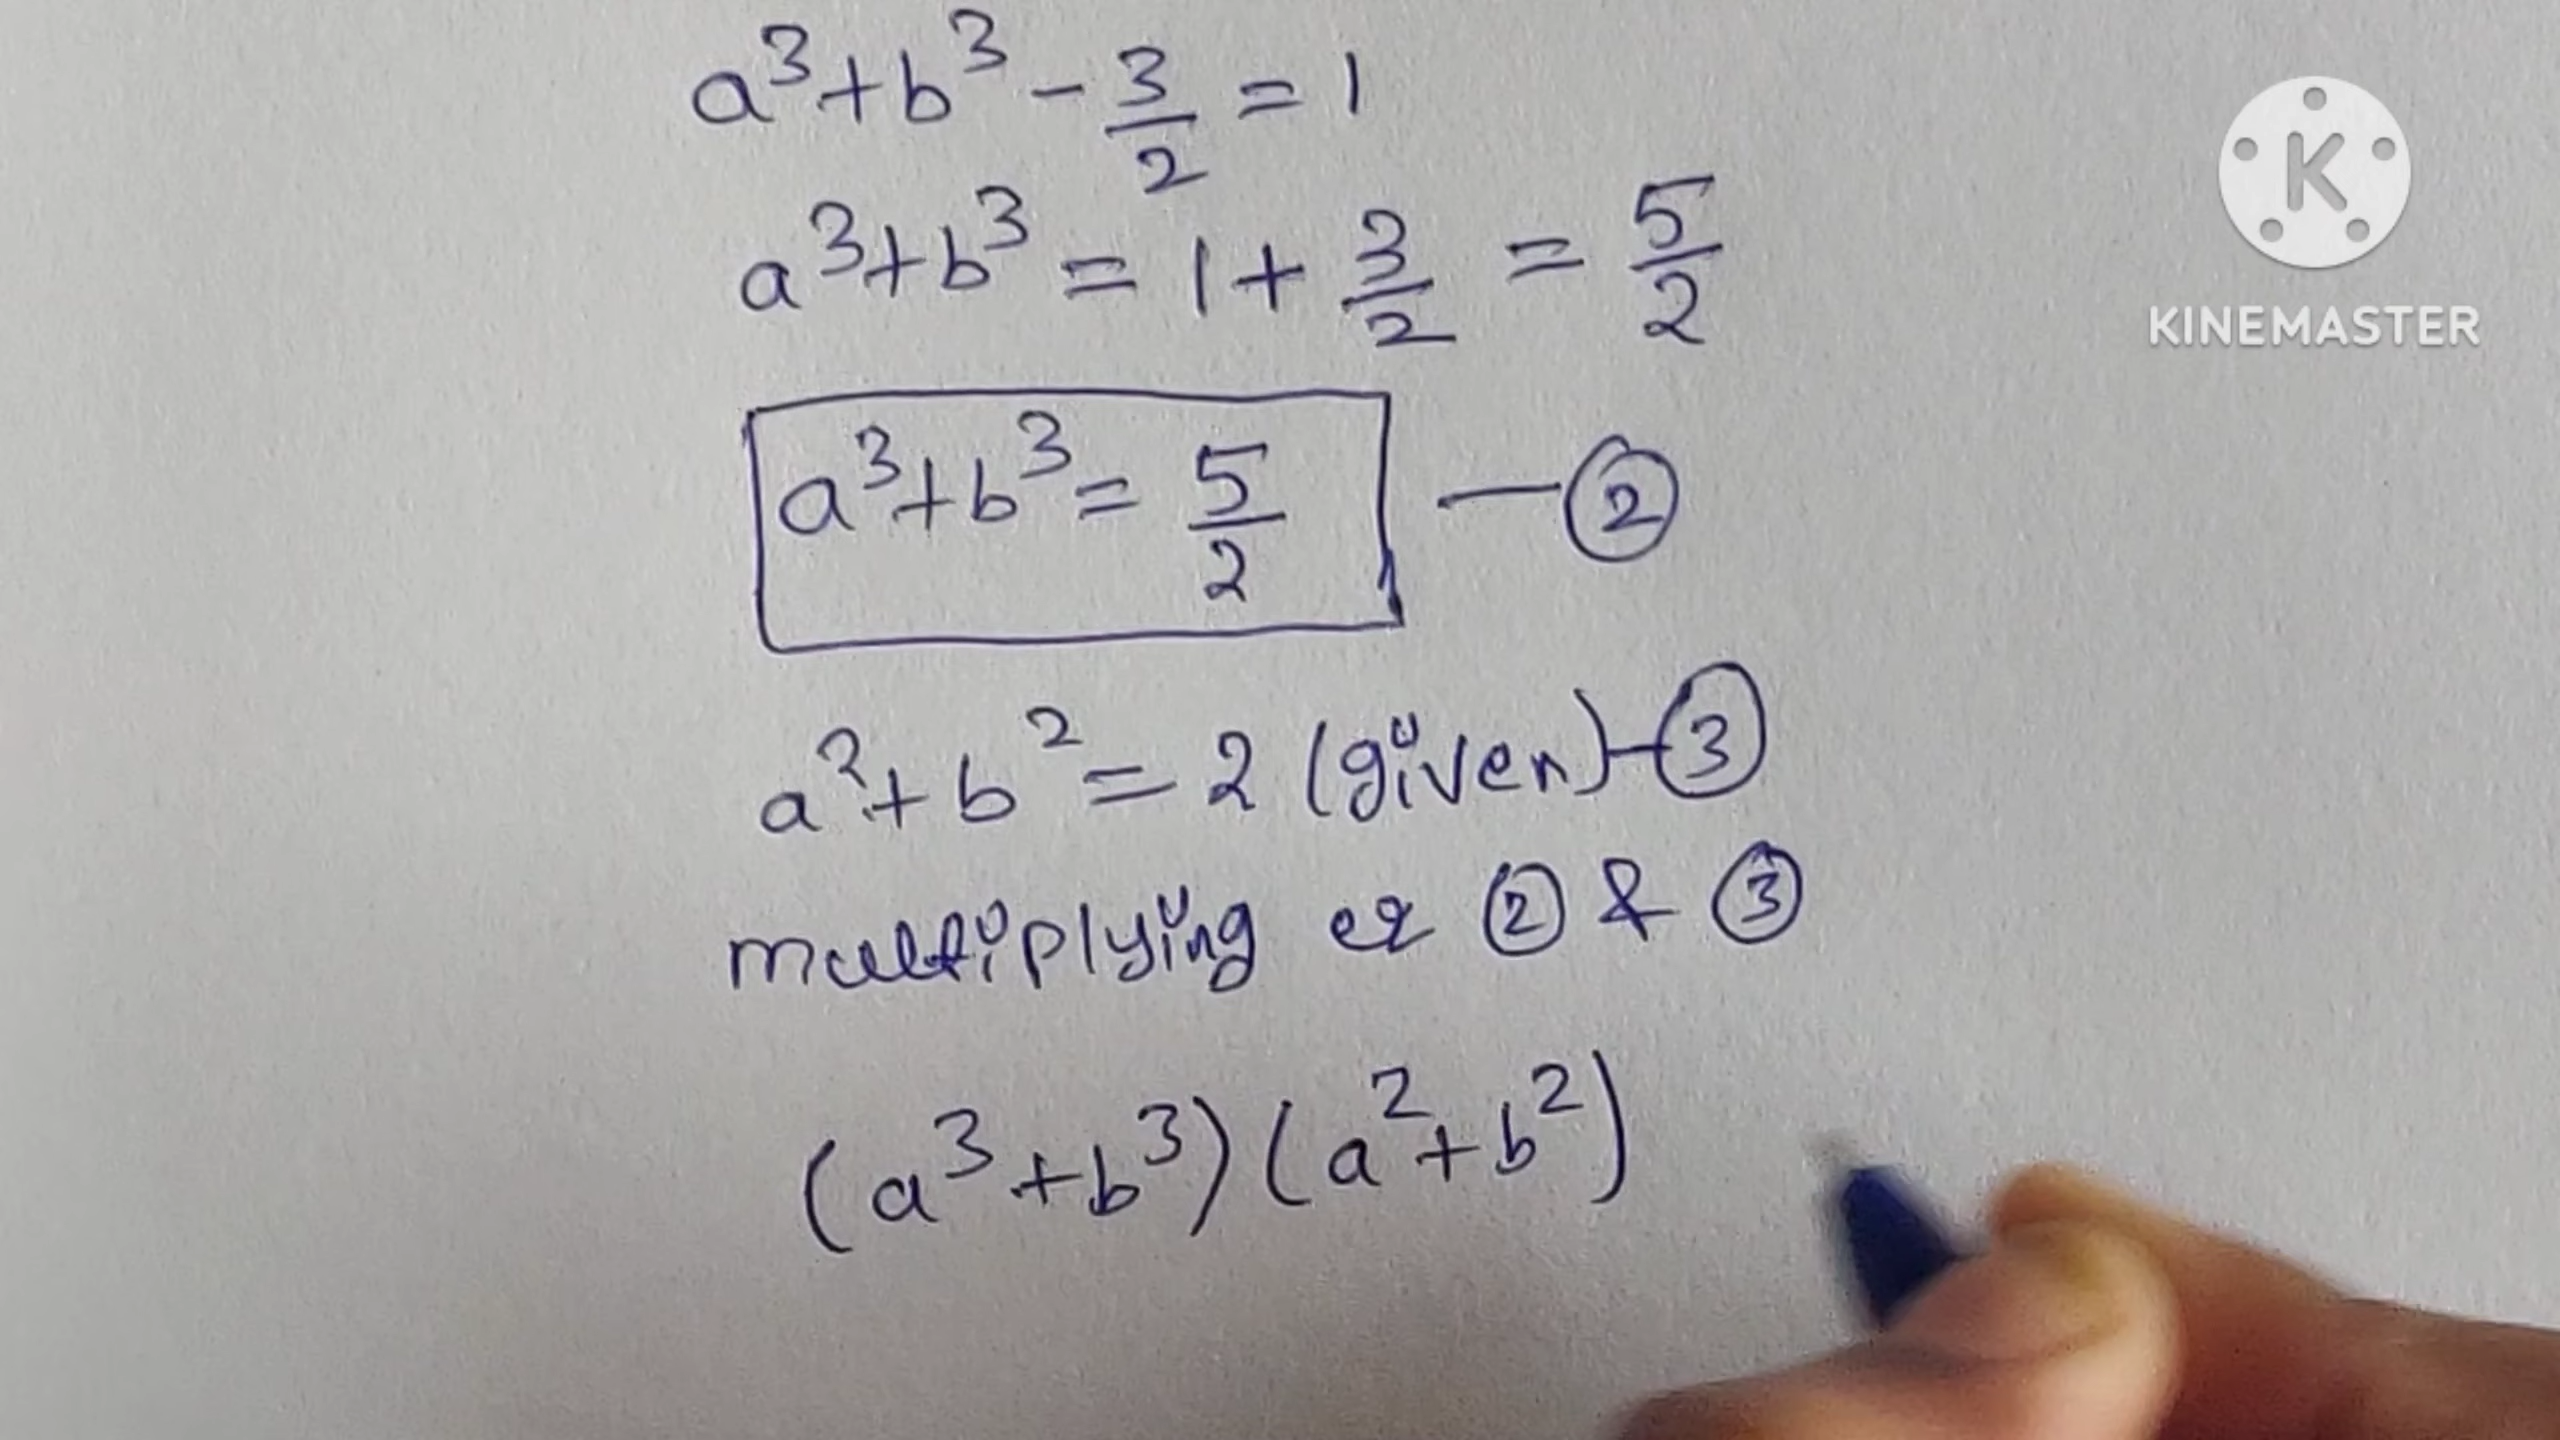 a³+b³-3/2=1
a³+b³=1+3/2=5/2
a³+b³=5/2 —②
a²+b²=2 (given)-③
multiplying er ② & ③
(a³+b³)(a²+b²)
K
KINEMASTER